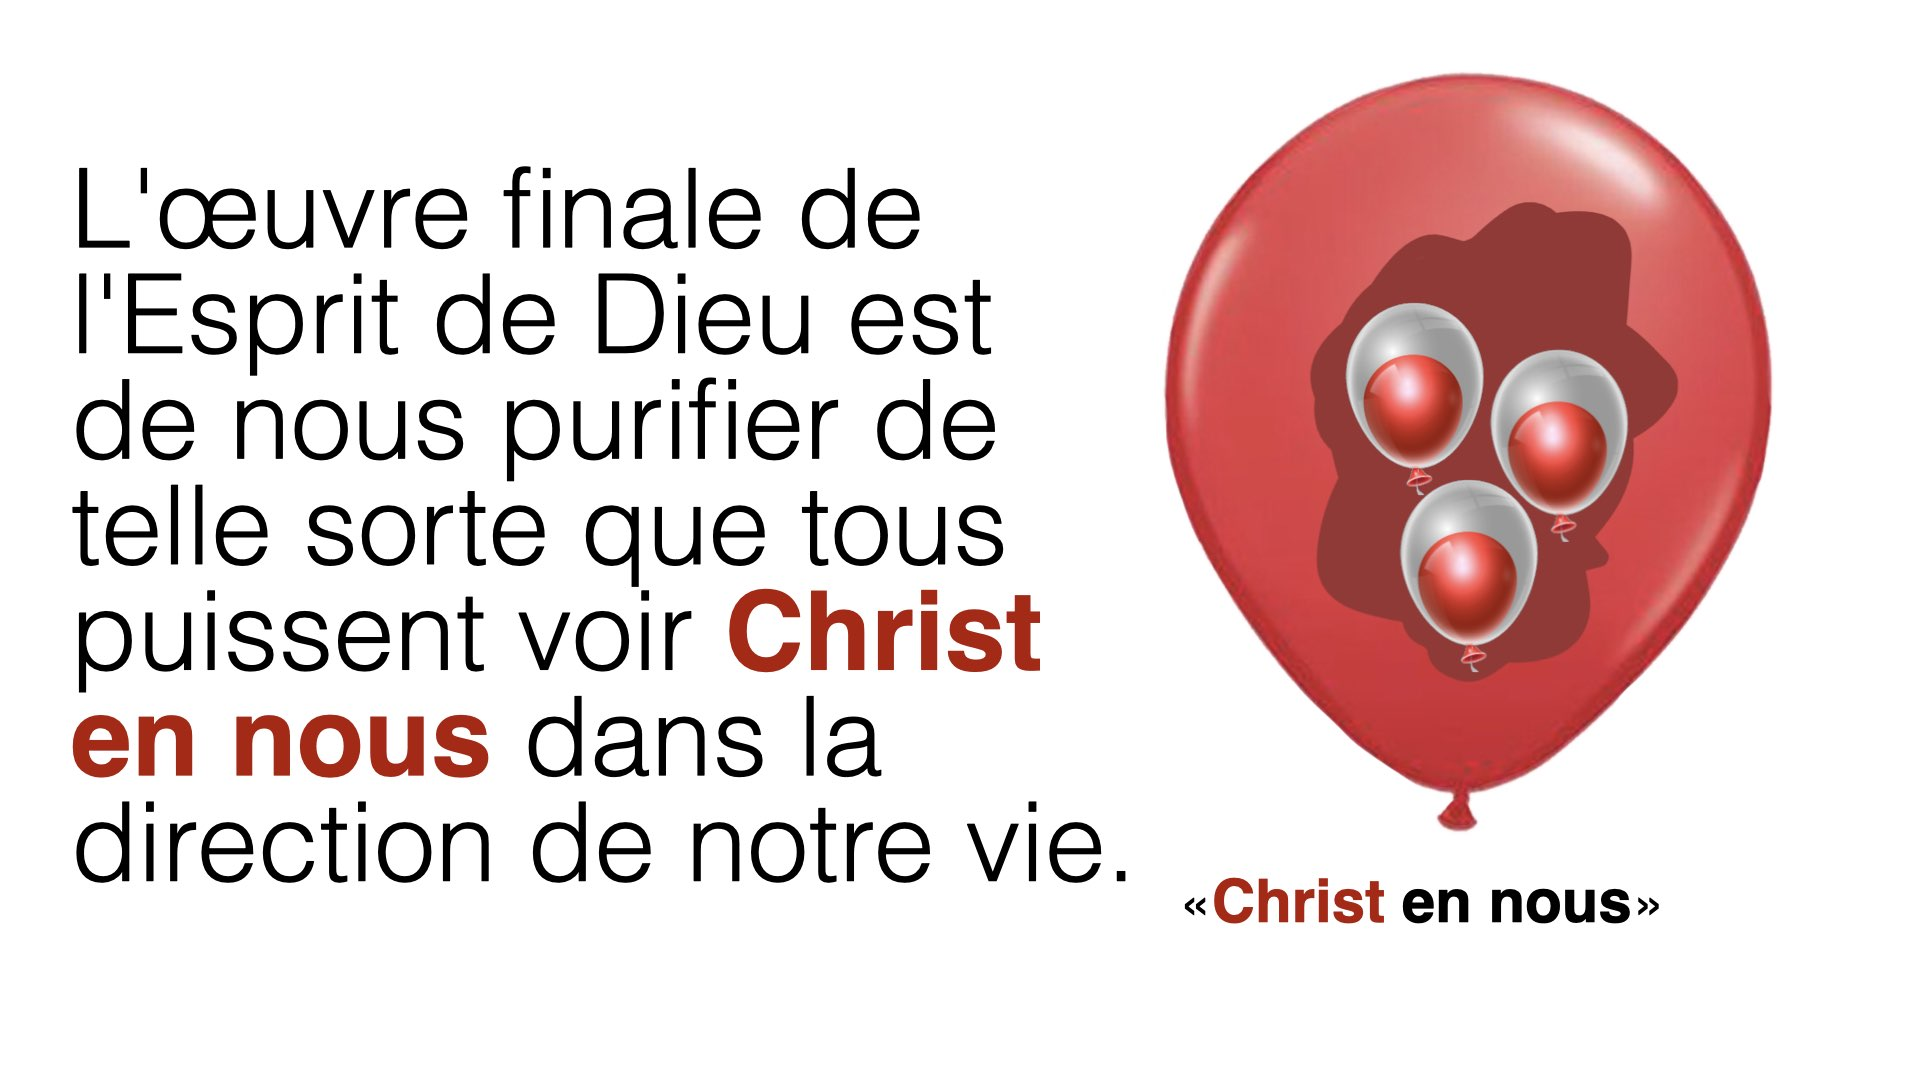 L'œuvre finale de
l'Esprit de Dieu est
de nous purifier de
telle sorte que tous
puissent voir Christ
en nous dans la
direction de notre vie.
«Christ en nous»